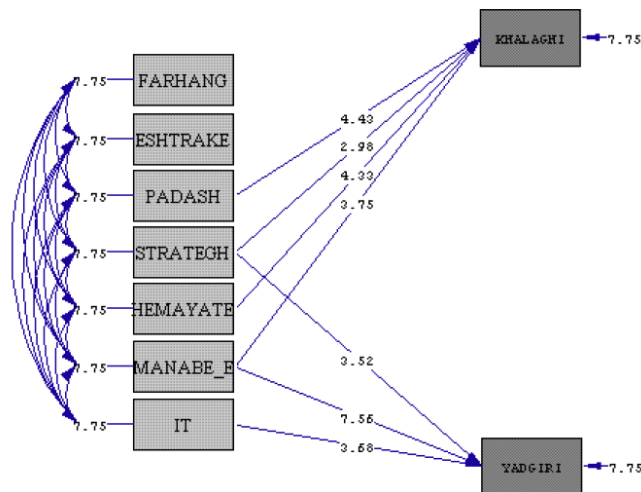 KHALAGHI
7.75
7.75
FARHANG
7.75
ESHTRAKE
4.43
2.98
7.75
PADASH
4.33
3.75
7.75
STRATEGH
7.75
HEMAYATE
3.52
7.75
MANABE_E
7.56
7.75
IT
3.68
YADGIRI
7.75